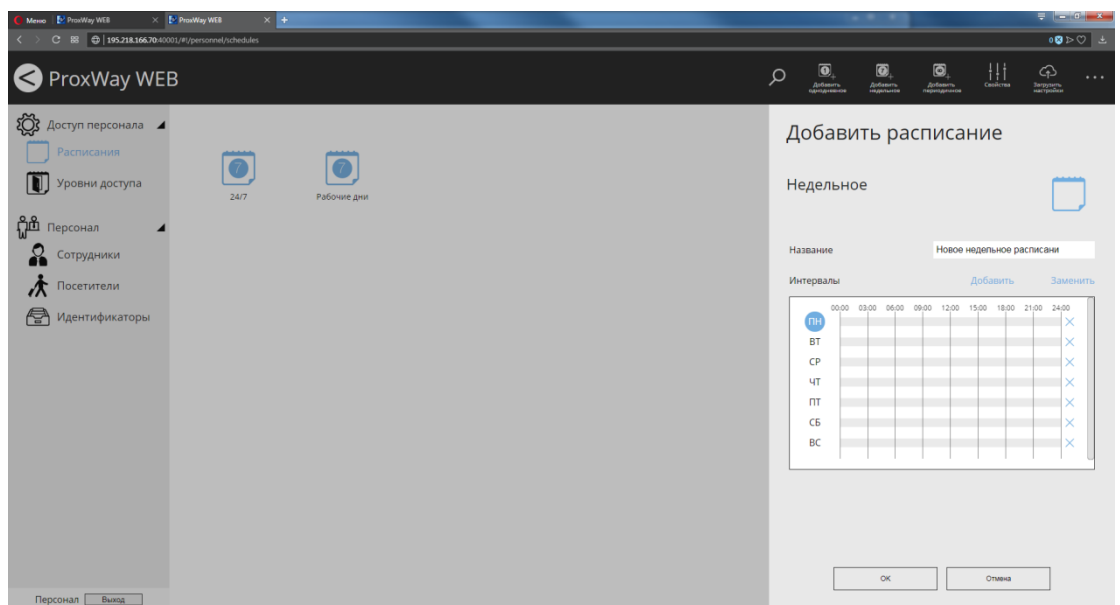 Меню ProxWay WEB ProxWay WEB
195.218.166.70:40001/#!/personnel/schedules 0
ProxWay WEB
Добавить однодневное
Добавить недельное
Добавить периодичное
Свойства
Загрузить настройки
Доступ персонала
Расписания
Уровни доступа
Персонал
Сотрудники
Посетители
Идентификаторы
7
24/7
7
Рабочие дни
Добавить расписание
Недельное
Название Новое недельное расписани
Интервалы Добавить Заменить
00:00 03:00 06:00 09:00 12:00 15:00 18:00 21:00 24:00
ПН
ВТ
СР
ЧТ
ПТ
СБ
ВС
OK Отмена
Персонал Выход